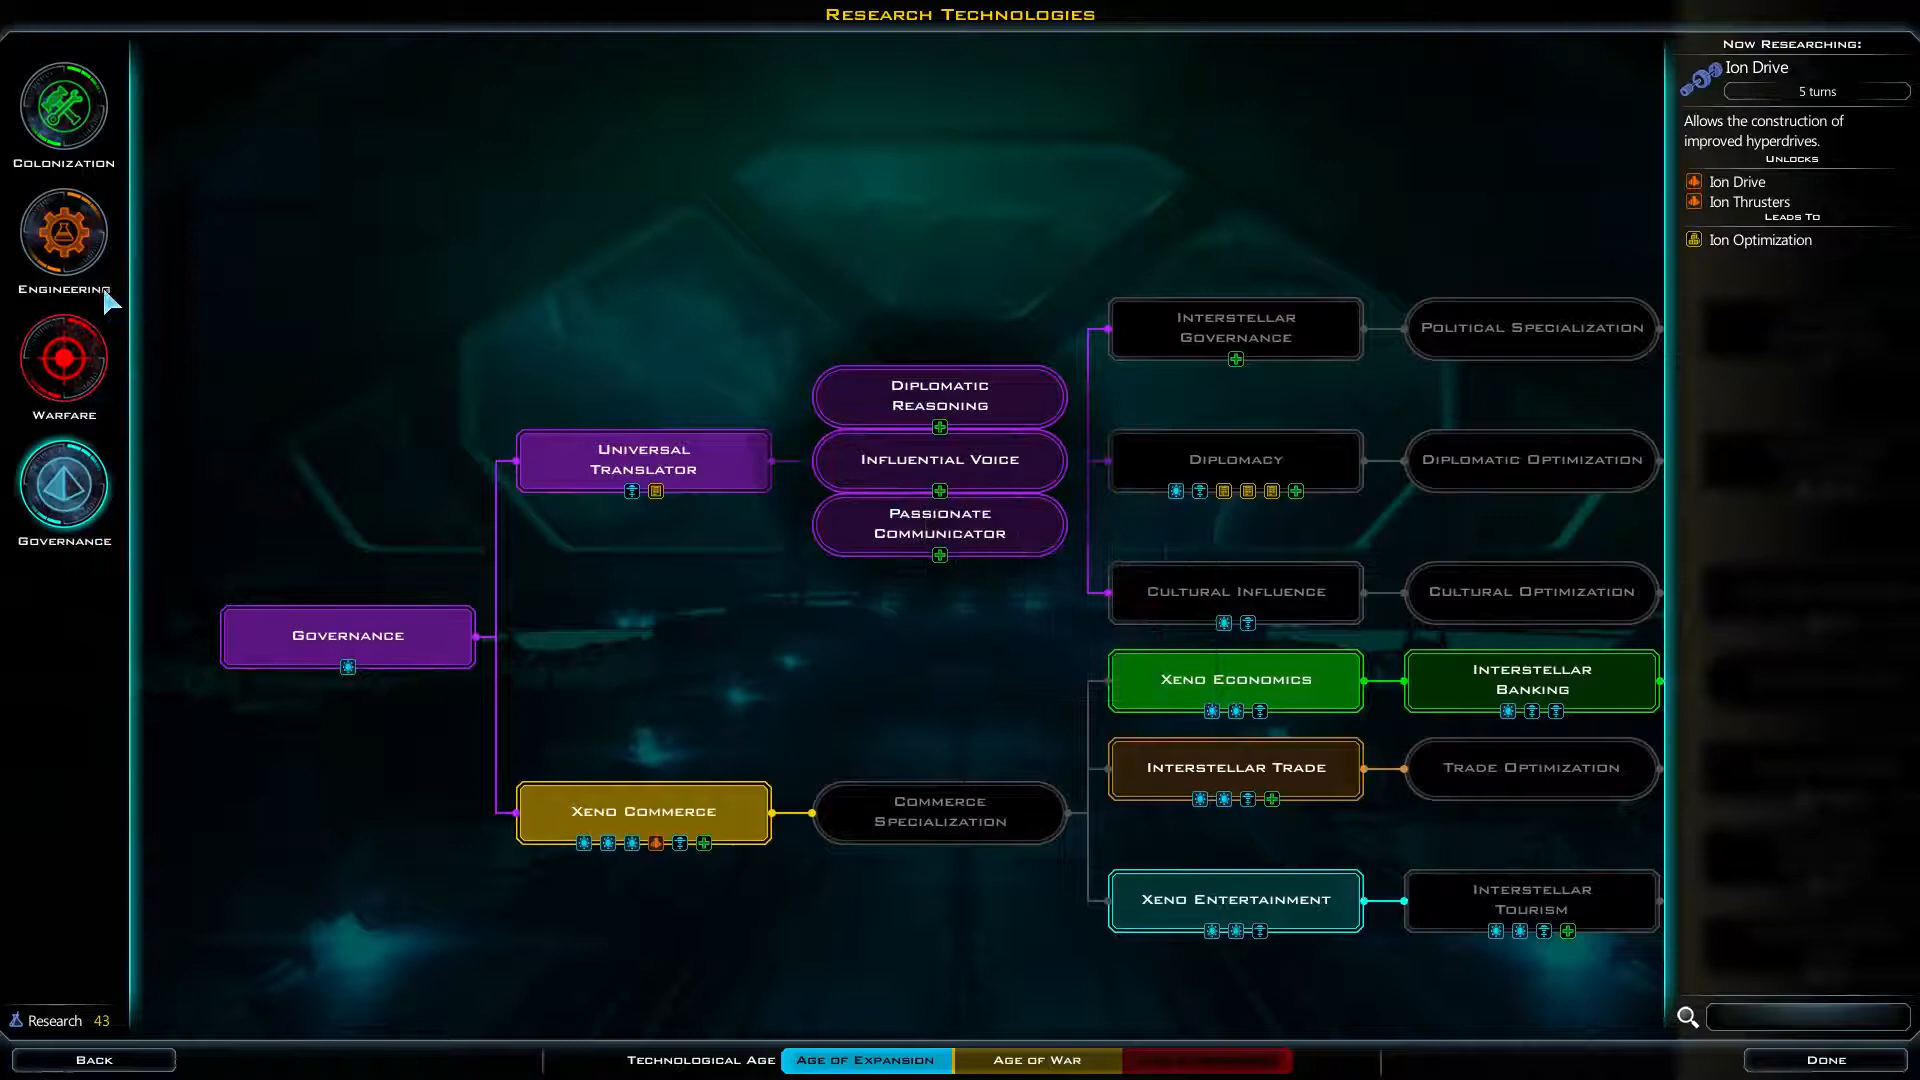 Research Technologies
Colonization
Engineering
Warfare
Governance
Governance
Universal
Translator
Xeno Commerce
Diplomatic
Reasoning
Influential Voice
Passionate
Communicator
Commerce
Specialization
Interstellar
Governance
Diplomacy
Cultural Influence
Xeno Economics
Interstellar Trade
Xeno Entertainment
Political Specialization
Diplomatic Optimization
Cultural Optimization
Interstellar
Banking
Trade Optimization
Interstellar
Tourism
Now Researching:
Ion Drive
5 turns
Allows the construction of
improved hyperdrives.
Unlocks
Ion Drive
Ion Thrusters
Leads To
Ion Optimization
Research 43
Back
Technological Age
Age of Expansion
Age of War
Done